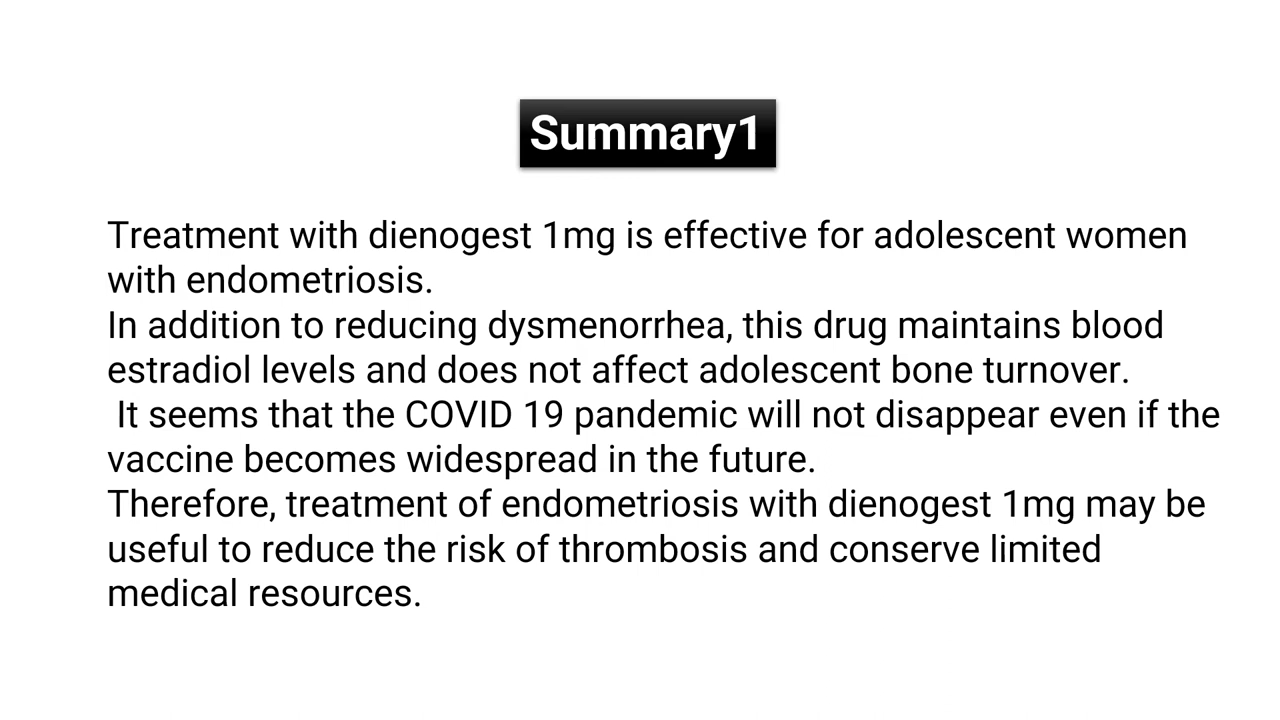 Summary1
Treatment with dienogest 1mg is effective for adolescent women
with endometriosis.
In addition to reducing dysmenorrhea, this drug maintains blood
estradiol levels and does not affect adolescent bone turnover.
It seems that the COVID 19 pandemic will not disappear even if the
vaccine becomes widespread in the future.
Therefore, treatment of endometriosis with dienogest 1mg may be
useful to reduce the risk of thrombosis and conserve limited
medical resources.